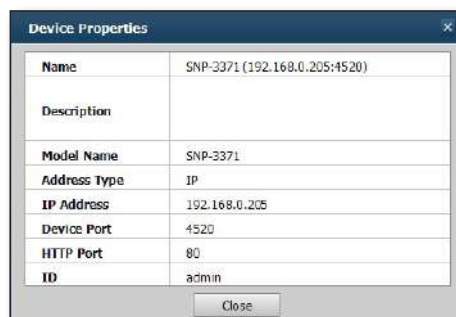 Device Properties ×
Name SNP-3371 (192.168.0.205:4520)
Description
Model Name SNP-3371
Address Type IP
IP Address 192.168.0.205
Device Port 4520
HTTP Port 80
ID admin
Close